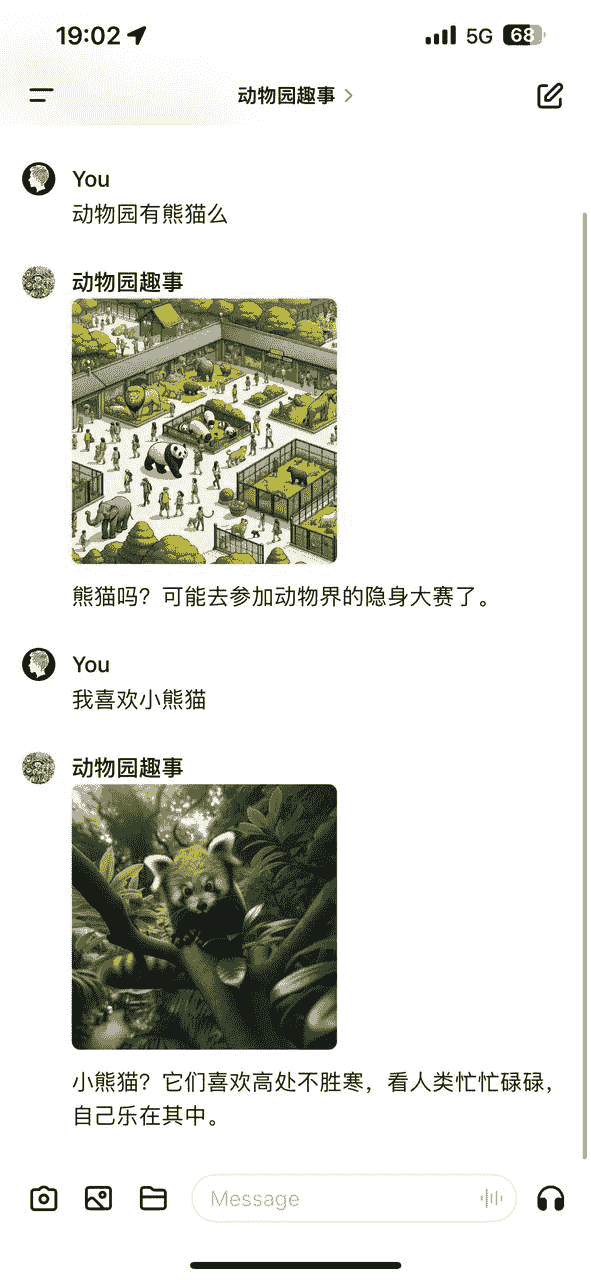 19:02
5G
68
动物园趣事
You
动物园有熊猫么
动物园趣事
熊猫吗？可能去参加动物界的隐身大赛了。
You
我喜欢小熊猫
动物园趣事
小熊猫？它们喜欢高处不胜寒，看人类忙忙碌碌，
自己乐在其中。
Message